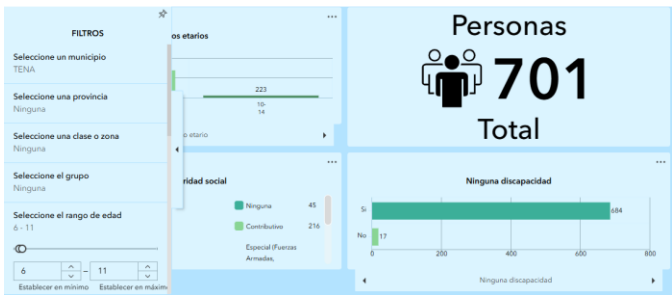 FILTROS
Seleccione un municipio
TENA
Seleccione una provincia
Ninguna
Seleccione una clase o zona
Ninguna
Seleccione el grupo
Ninguna
Seleccione el rango de edad
6 - 11
6 – 11
Establecer en mínimo Establecer en máximo
os etarios
223
10-
14
o etario
Personas
701
Total
ridad social
Ninguna 45
Contributivo 216
Especial (Fuerzas
Armadas,
Ninguna discapacidad
Si 684
No 17
0 200 400 600 800
Ninguna discapacidad